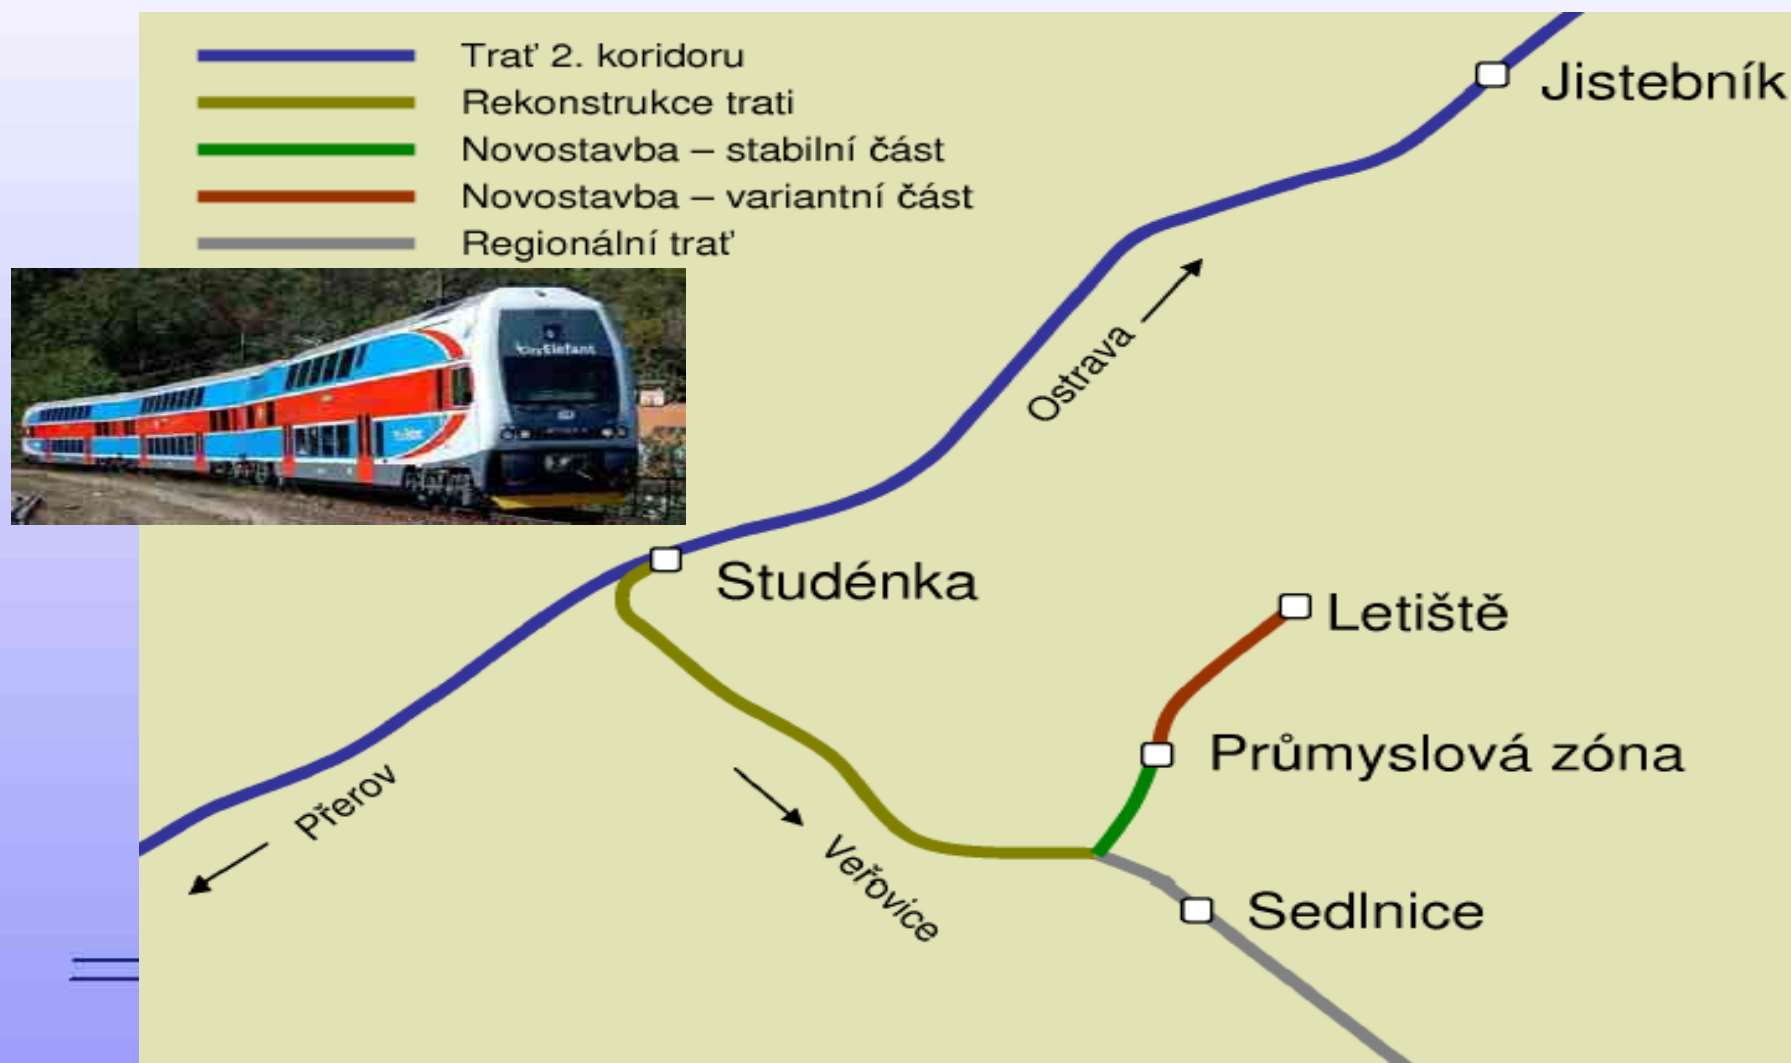 Trať 2. koridoru
Rekonstrukce trati
Novostavba – stabilní část
Novostavba – variantní část
Regionální trať
Jistebník
Ostrava
CityElefant
Studénka
Letiště
Průmyslová zóna
Přerov
Veřovice
Sedlnice